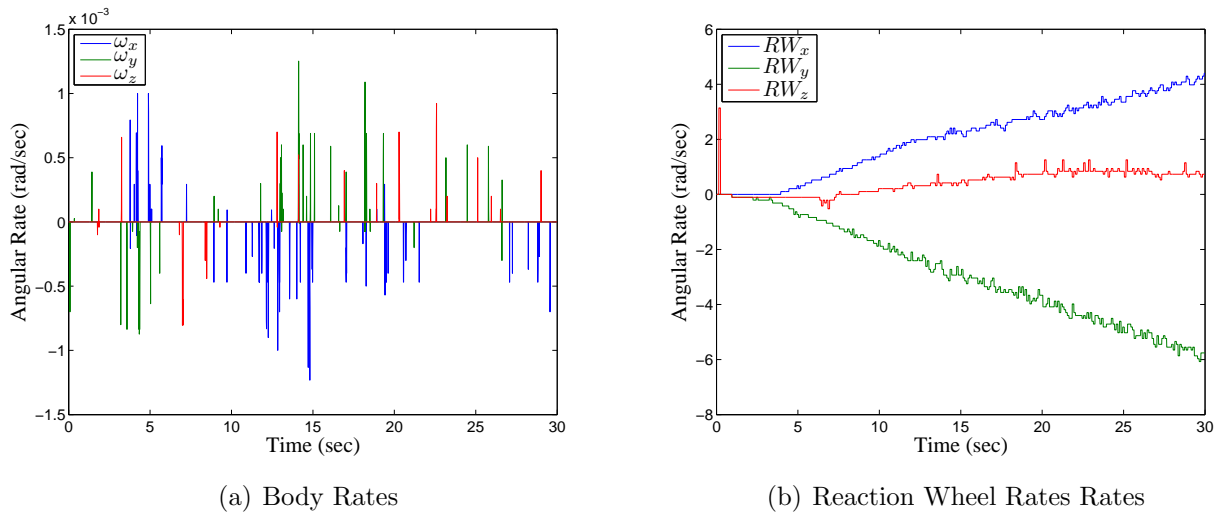 × 10⁻³
1.5
1
0.5
0
−0.5
−1
−1.5
Angular Rate (rad/sec)
ωx
ωy
ωz
0 5 10 15 20 25 30
Time (sec)
(a) Body Rates
6
4
2
0
−2
−4
−6
−8
Angular Rate (rad/sec)
RWx
RWy
RWz
0 5 10 15 20 25 30
Time (sec)
(b) Reaction Wheel Rates Rates